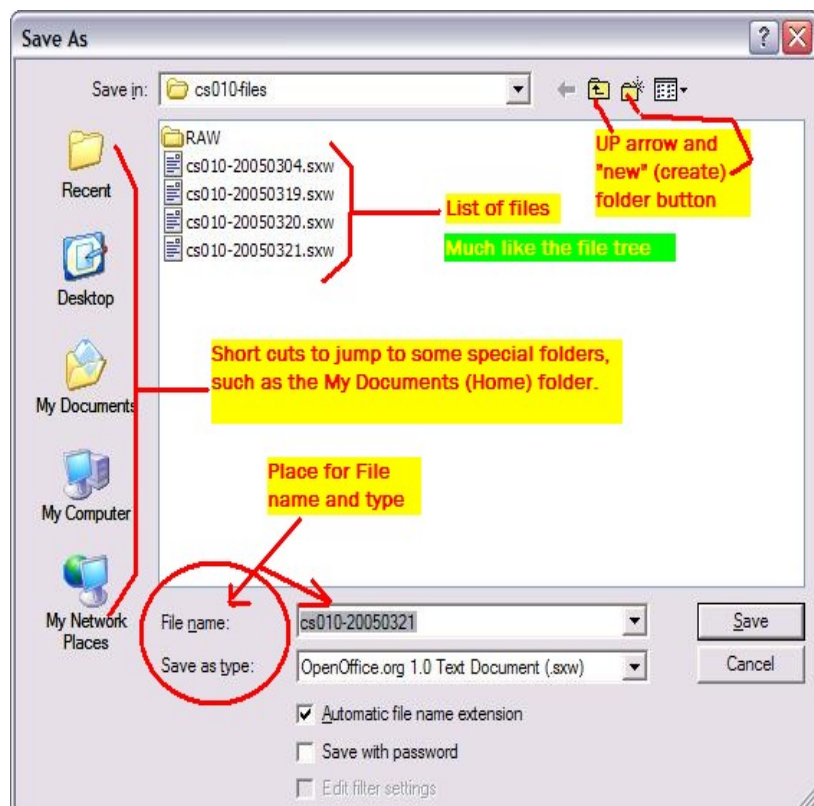 Save As
Save in:
cs010-files
RAW
cs010-20050304.sxw
cs010-20050319.sxw
cs010-20050320.sxw
cs010-20050321.sxw
UP arrow and
"new" (create)
folder button
List of files
Much like the file tree
Recent
Desktop
My Documents
My Computer
My Network
Places
Short cuts to jump to some special folders,
such as the My Documents (Home) folder.
Place for File
name and type
File name:
cs010-20050321
Save
Save as type:
OpenOffice.org 1.0 Text Document (.sxw)
Cancel
Automatic file name extension
Save with password
Edit filter settings